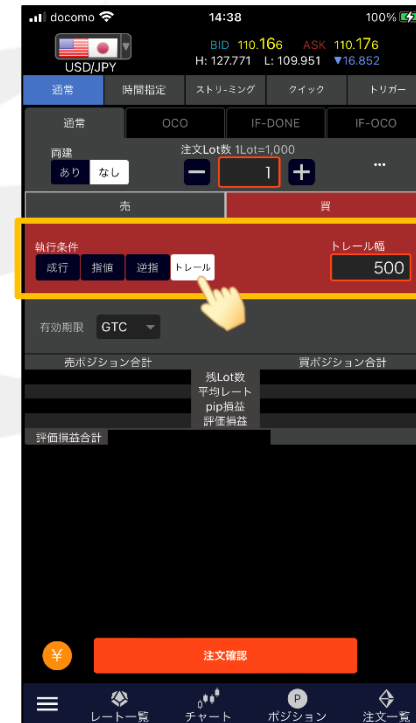 docomo 14:38 100%
BID 110.166 ASK 110.176
USD/JPY H: 127.771 L: 109.951 ▼16.852
通常 時間指定 ストリーミング クイック トリガー
通常 OCO IF-DONE IF-OCO
両建 注文Lot数 1Lot=1,000
あり なし − 1 + ...
売 買
執行条件 トレール幅
成行 指値 逆指 トレール 500
有効期限 GTC
売ポジション合計 買ポジション合計
残Lot数
平均レート
pip損益
評価損益
評価損益合計
¥ 注文確認
レート一覧 チャート P ポジション 注文一覧